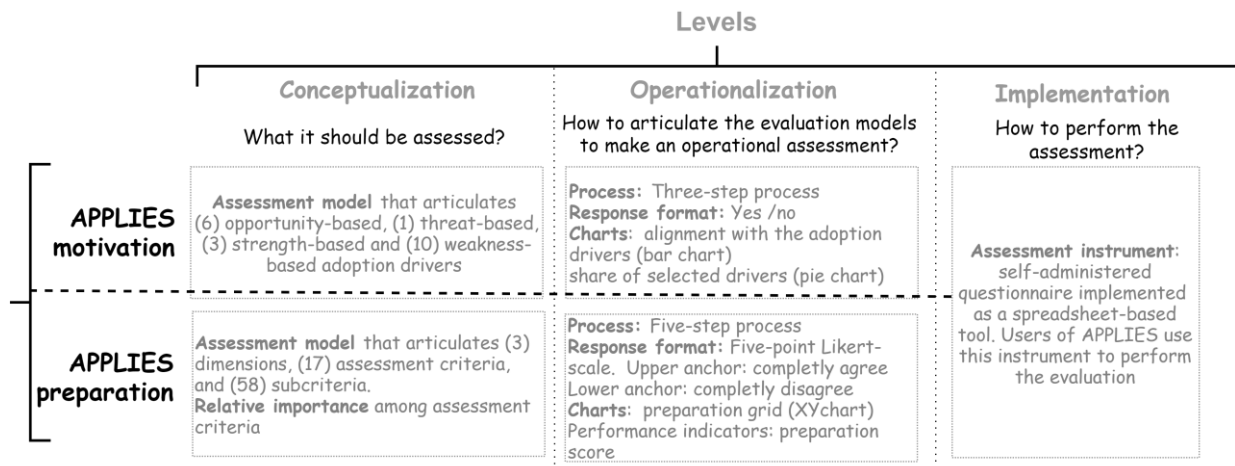 Levels
Conceptualization
What it should be assessed?
Operationalization
How to articulate the evaluation models
to make an operational assessment?
Implementation
How to perform the
assessment?
APPLIES
motivation
Assessment model that articulates
(6) opportunity-based, (1) threat-based,
(3) strength-based and (10) weakness-
based adoption drivers
Process: Three-step process
Response format: Yes /no
Charts: alignment with the adoption
drivers (bar chart)
share of selected drivers (pie chart)
Assessment instrument:
self-administered
questionnaire implemented
as a spreadsheet-based
tool. Users of APPLIES use
this instrument to perform
the evaluation
APPLIES
preparation
Assessment model that articulates (3)
dimensions, (17) assessment criteria,
and (58) subcriteria.
Relative importance among assessment
criteria
Process: Five-step process
Response format: Five-point Likert-
scale. Upper anchor: completly agree
Lower anchor: completly disagree
Charts: preparation grid (XYchart)
Performance indicators: preparation
score